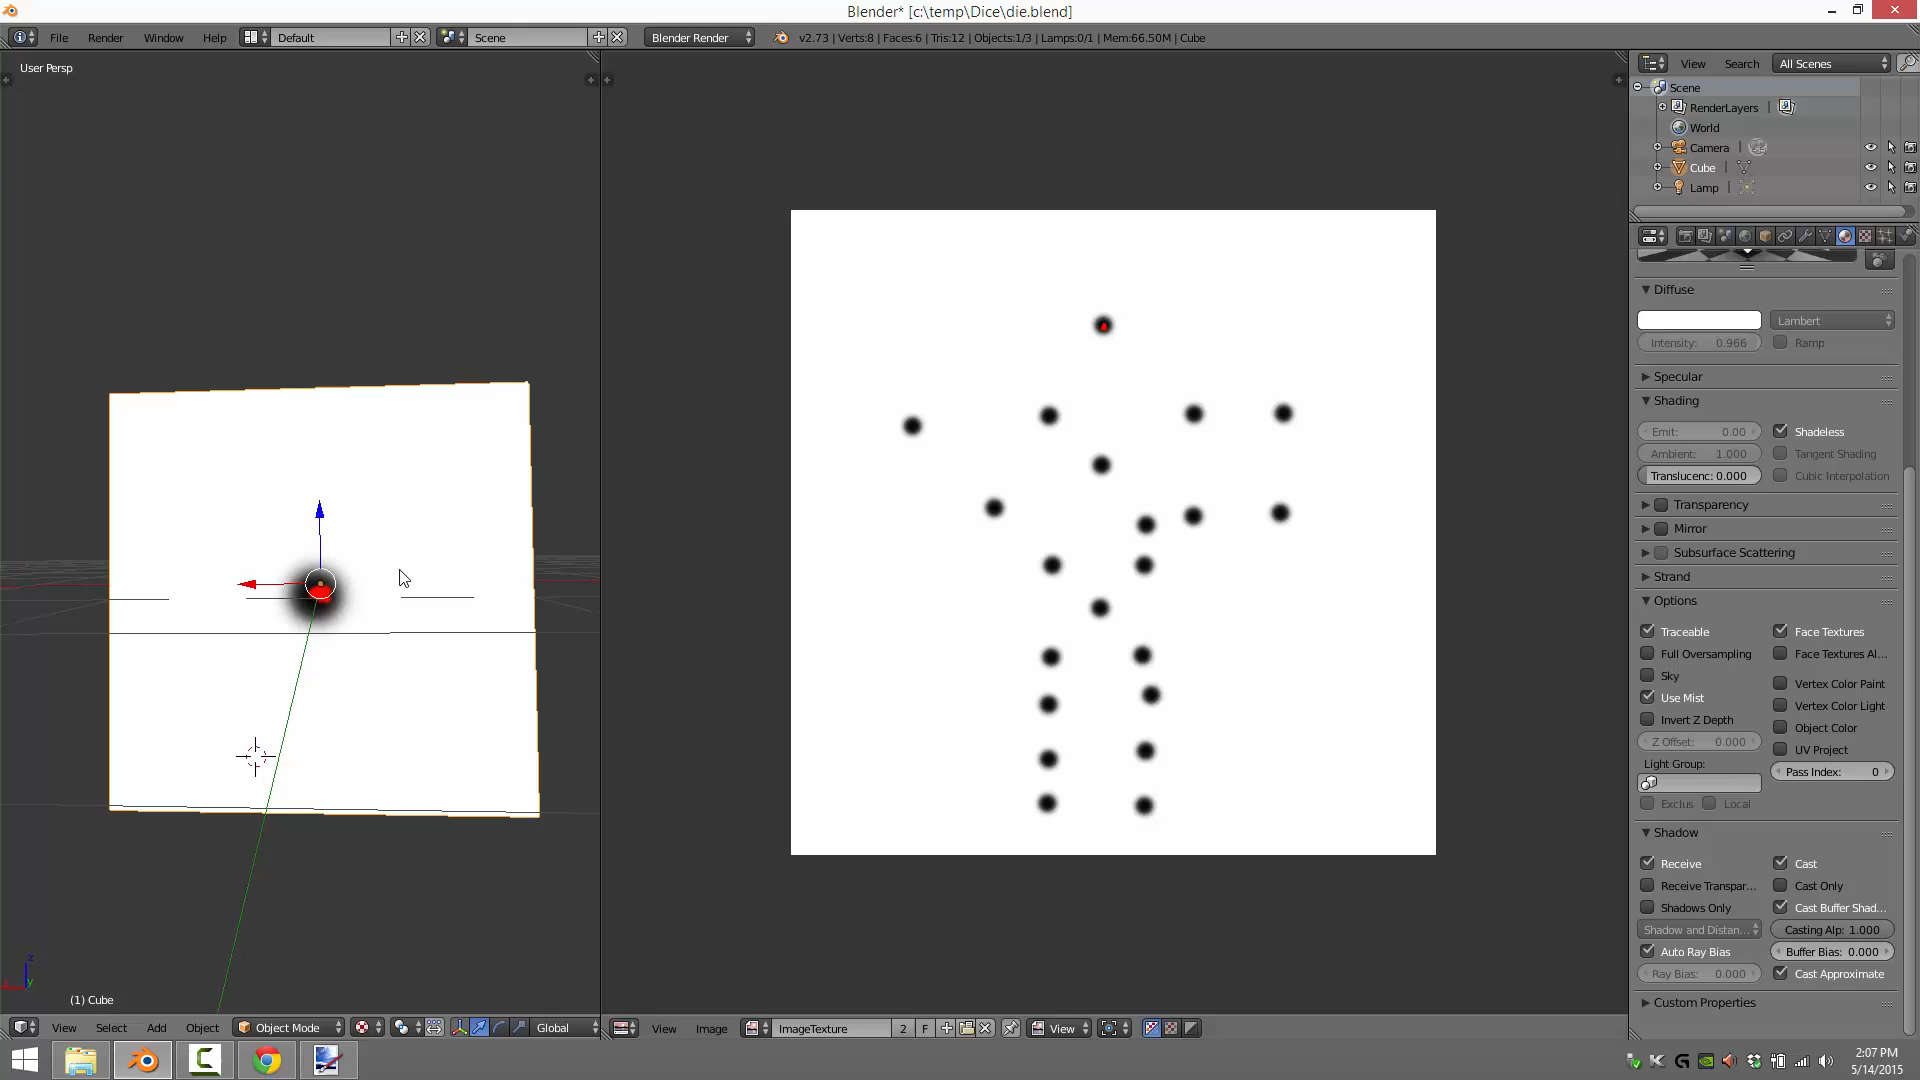 Blender* [c:\temp\Dice\die.blend]
File Render Window Help Default Scene Blender Render v2.73 | Verts:8 | Faces:6 | Tris:12 | Objects:1/3 | Lamps:0/1 | Mem:66.50M | Cube
User Persp
View Search All Scenes
Scene
RenderLayers
World
Camera
Cube
Lamp
Diffuse
Lambert
Intensity: 0.966 Ramp
Specular
Shading
Emit: 0.00 Shadeless
Ambient: 1.000 Tangent Shading
Translucenc: 0.000 Cubic Interpolation
Transparency
Mirror
Subsurface Scattering
Strand
Options
Traceable Face Textures
Full Oversampling Face Textures Al...
Sky Vertex Color Paint
Use Mist Vertex Color Light
Invert Z Depth Object Color
Z Offset: 0.000 UV Project
Light Group: Pass Index: 0
Exclus Local
Shadow
Receive Cast
Receive Transpar... Cast Only
Shadows Only Cast Buffer Shad...
Shadow and Distan... Casting Alp: 1.000
Auto Ray Bias Buffer Bias: 0.000
Ray Bias: 0.000 Cast Approximate
Custom Properties
z
x y
(1) Cube
View Select Add Object Object Mode Global
View Image ImageTexture 2 F View
2:07 PM
5/14/2015